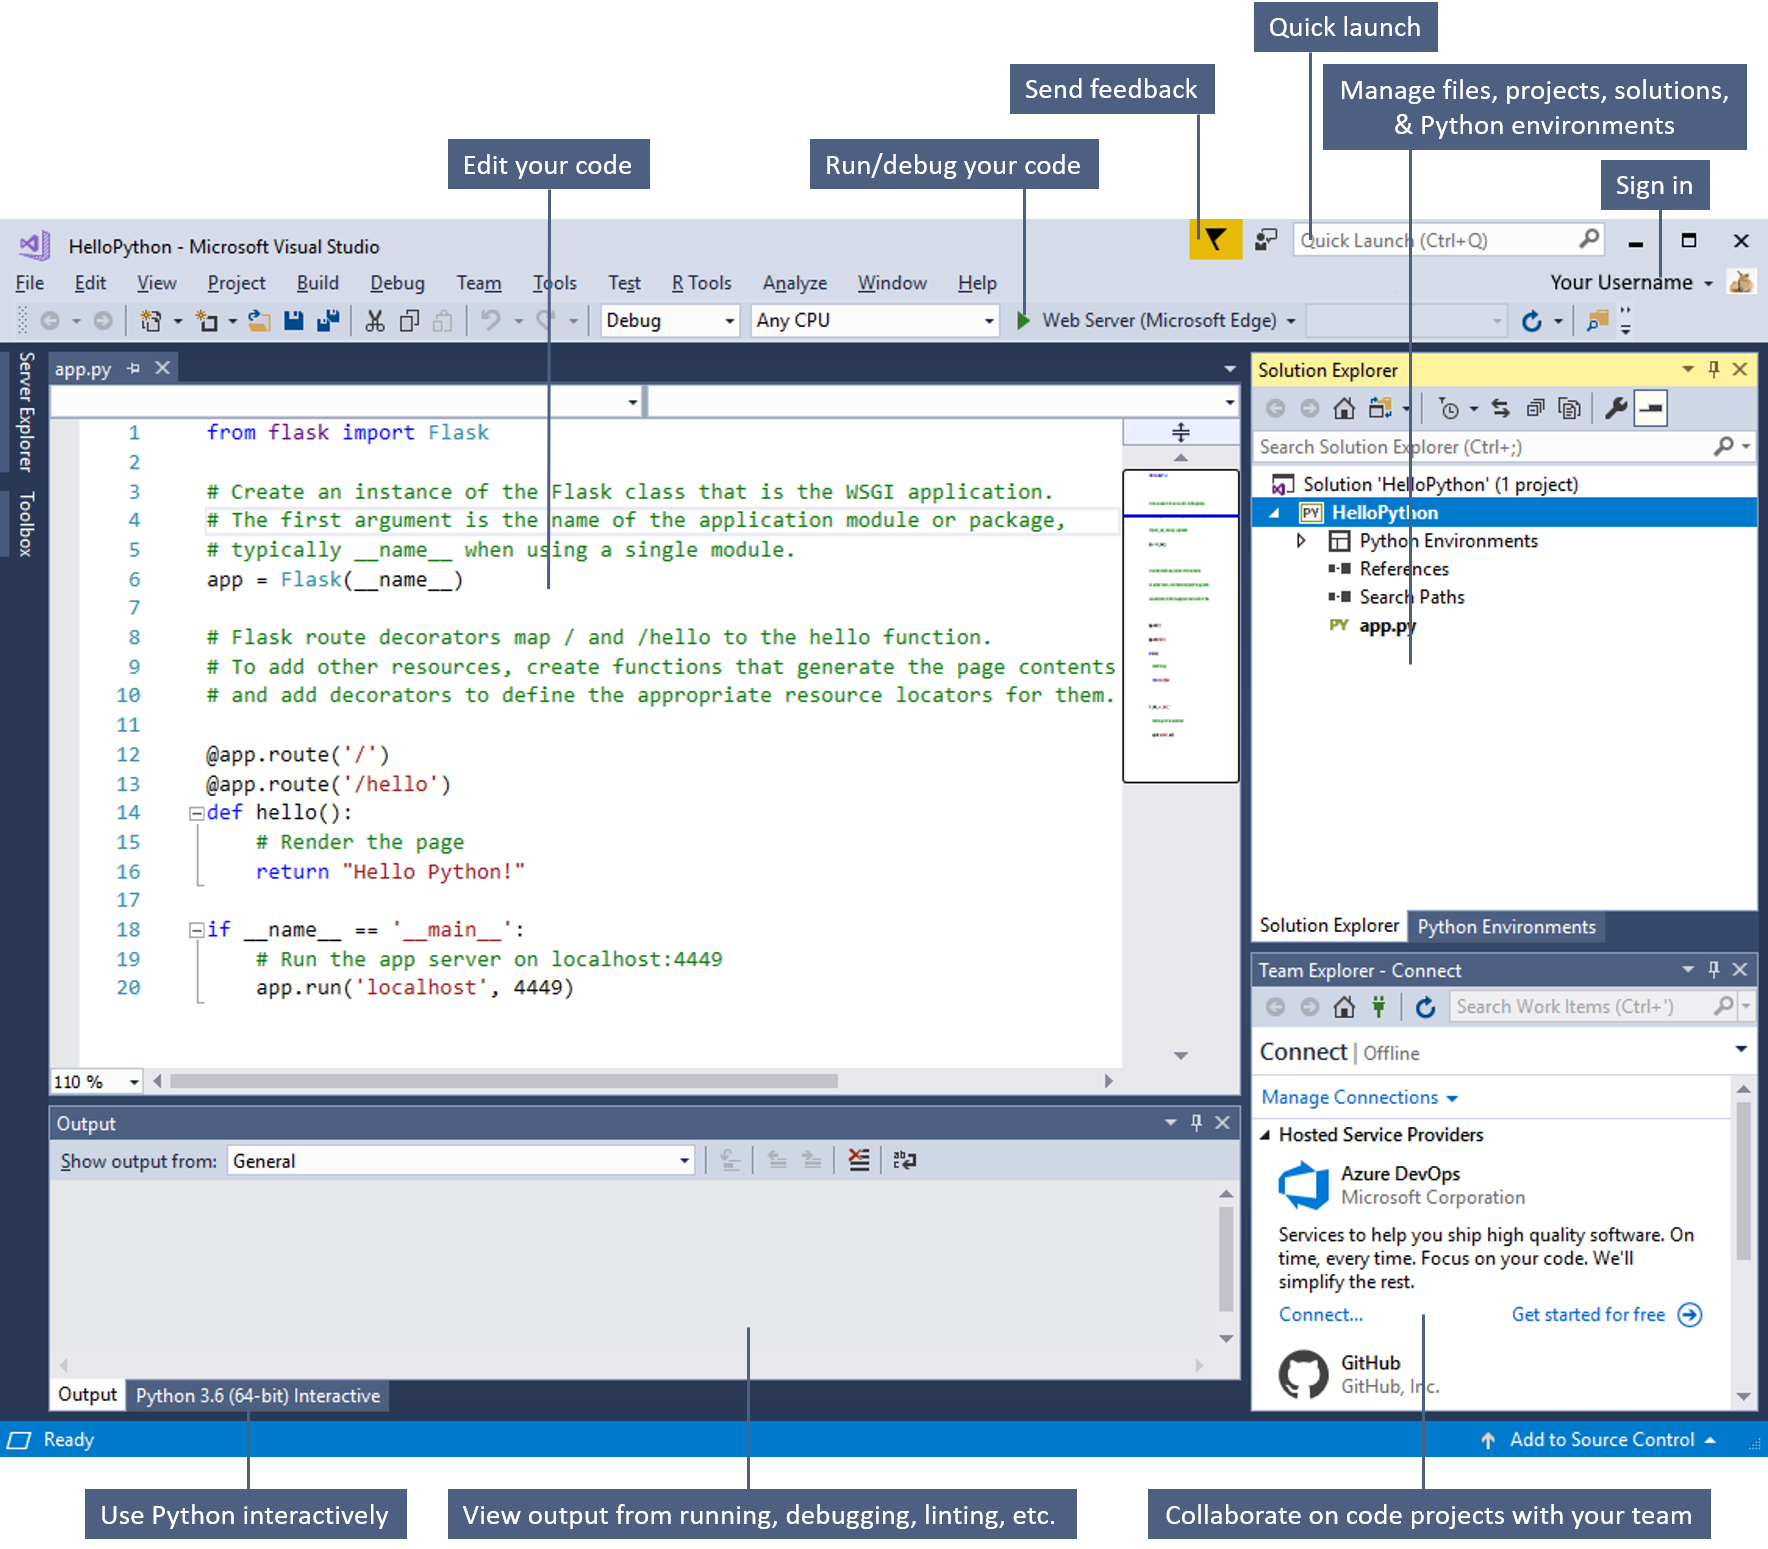 Quick launch
Send feedback
Manage files, projects, solutions,
& Python environments
Edit your code
Run/debug your code
Sign in
HelloPython - Microsoft Visual Studio
Quick Launch (Ctrl+Q)
File Edit View Project Build Debug Team Tools Test R Tools Analyze Window Help
Your Username
Debug
Any CPU
Web Server (Microsoft Edge)
Server Explorer
Toolbox
app.py
1 from flask import Flask
2
3 # Create an instance of the Flask class that is the WSGI application.
4 # The first argument is the name of the application module or package,
5 # typically __name__ when using a single module.
6 app = Flask(__name__)
7
8 # Flask route decorators map / and /hello to the hello function.
9 # To add other resources, create functions that generate the page contents
10 # and add decorators to define the appropriate resource locators for them.
11
12 @app.route('/')
13 @app.route('/hello')
14 def hello():
15 # Render the page
16 return "Hello Python!"
17
18 if __name__ == '__main__':
19 # Run the app server on localhost:4449
20 app.run('localhost', 4449)
110 %
Solution Explorer
Search Solution Explorer (Ctrl+;)
Solution 'HelloPython' (1 project)
PY HelloPython
Python Environments
References
Search Paths
PY app.py
Solution Explorer
Python Environments
Team Explorer - Connect
Search Work Items (Ctrl+')
Connect | Offline
Manage Connections
Hosted Service Providers
Azure DevOps
Microsoft Corporation
Services to help you ship high quality software. On
time, every time. Focus on your code. We'll
simplify the rest.
Connect...
Get started for free
GitHub
GitHub, Inc.
Output
Show output from: General
Output
Python 3.6 (64-bit) Interactive
Ready
Add to Source Control
Use Python interactively
View output from running, debugging, linting, etc.
Collaborate on code projects with your team